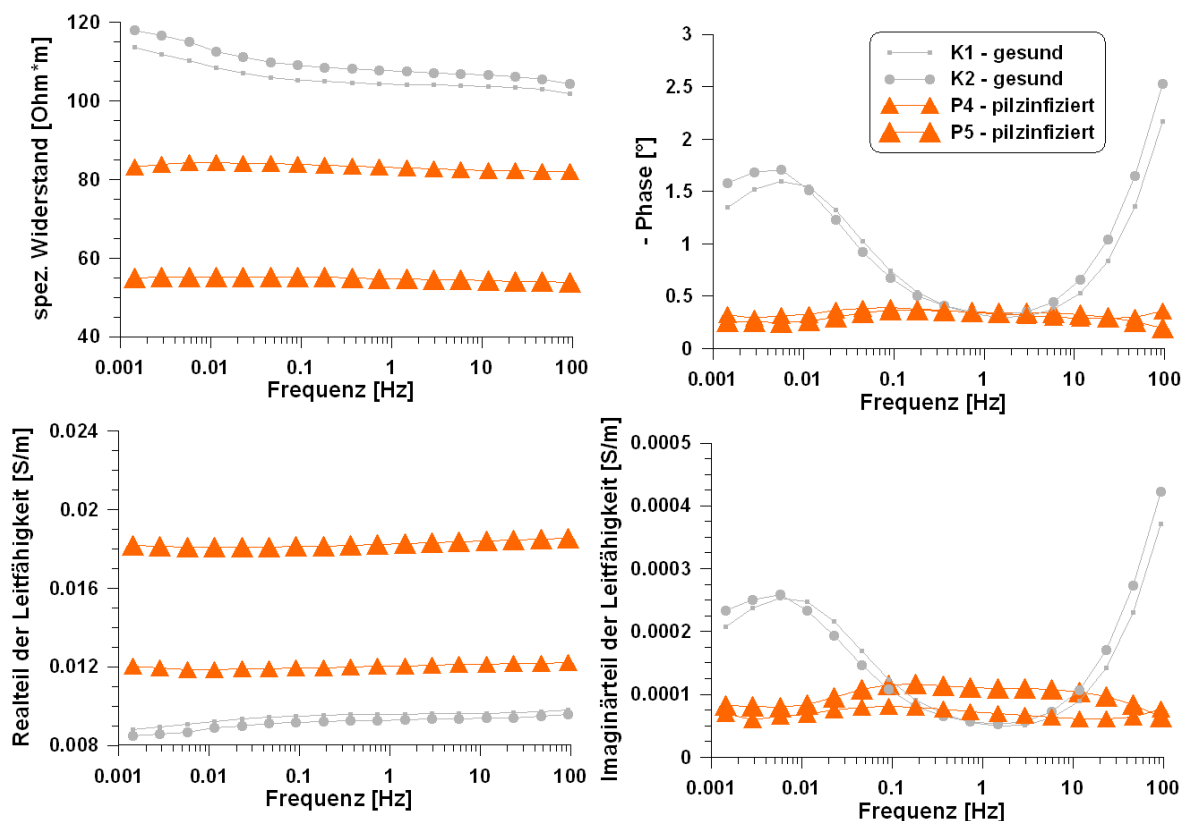 120
100
80
60
40
spez. Widerstand [Ohm*m]
0.001 0.01 0.1 1 10 100
Frequenz [Hz]
3
2.5
2
1.5
1
0.5
0
- Phase [°]
K1 - gesund
K2 - gesund
P4 - pilzinfiziert
P5 - pilzinfiziert
0.001 0.01 0.1 1 10 100
Frequenz [Hz]
0.024
0.02
0.016
0.012
0.008
Realteil der Leitfähigkeit [S/m]
0.001 0.01 0.1 1 10 100
Frequenz [Hz]
0.0005
0.0004
0.0003
0.0002
0.0001
0
Imaginärteil der Leitfähigkeit [S/m]
0.001 0.01 0.1 1 10 100
Frequenz [Hz]